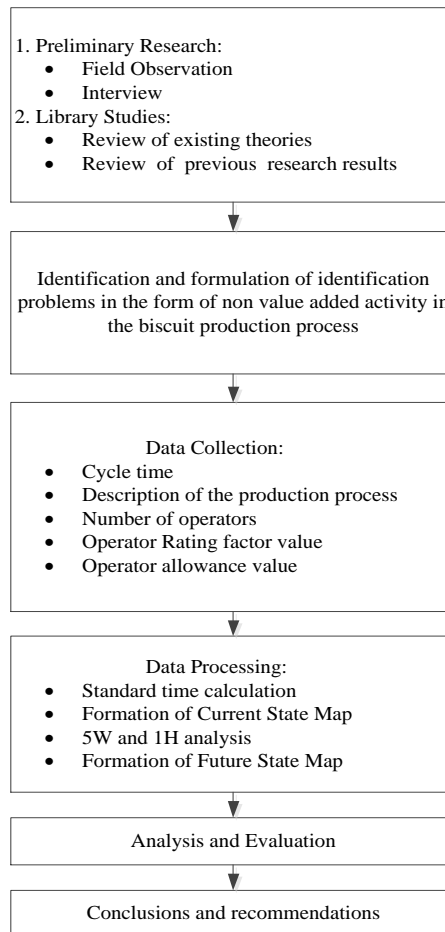 1. Preliminary Research:
• Field Observation
• Interview
2. Library Studies:
• Review of existing theories
• Review of previous research results
Identification and formulation of identification
problems in the form of non value added activity in
the biscuit production process
Data Collection:
• Cycle time
• Description of the production process
• Number of operators
• Operator Rating factor value
• Operator allowance value
Data Processing:
• Standard time calculation
• Formation of Current State Map
• 5W and 1H analysis
• Formation of Future State Map
Analysis and Evaluation
Conclusions and recommendations